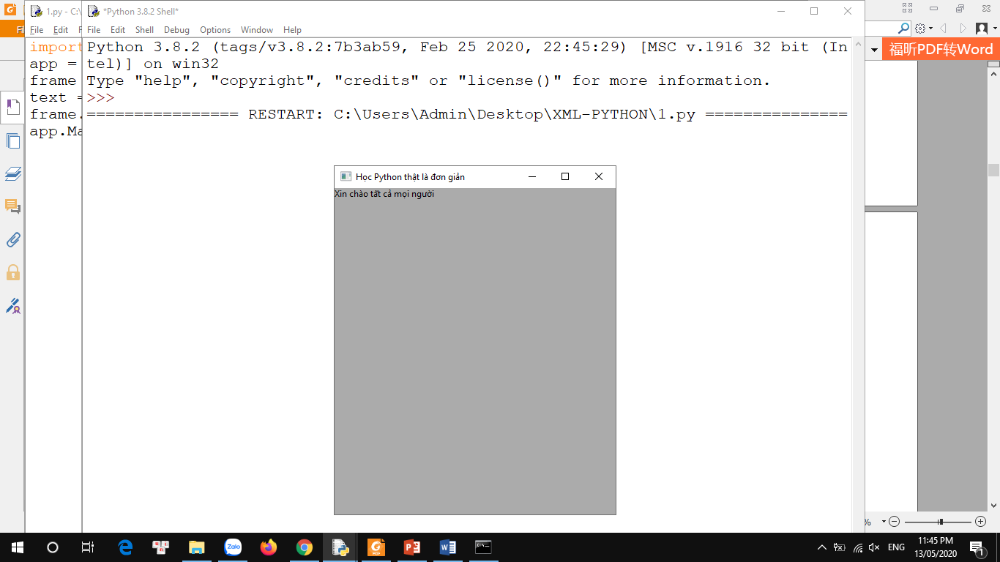 1.py - C:\
File Edit F
import
app =
frame
text =
frame.
app.Ma
*Python 3.8.2 Shell*
File Edit Shell Debug Options Window Help
Python 3.8.2 (tags/v3.8.2:7b3ab59, Feb 25 2020, 22:45:29) [MSC v.1916 32 bit (In
tel)] on win32
Type "help", "copyright", "credits" or "license()" for more information.
>>>
================ RESTART: C:\Users\Admin\Desktop\XML-PYTHON\1.py ===============
Học Python thật là đơn giản
Xin chào tất cả mọi người
福昕PDF转Word
%
Zalo
ENG
11:45 PM
13/05/2020
1